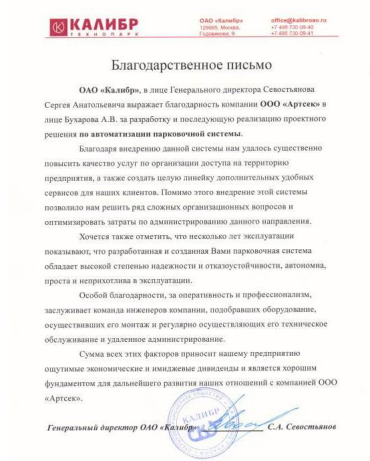 КАЛИБР
ТЕХНОПАРК
ОАО «Калибр»
129085, Москва,
Годовикова, 9
office@kalibroao.ru
+7 495 730-09-40
+7 495 730-09-41
Благодарственное письмо
ОАО «Калибр», в лице Генерального директора Севостьянова
Сергея Анатольевича выражает благодарность компании ООО «Артсек» в
лице Бухарова А.В. за разработку и последующую реализацию проектного
решения по автоматизации парковочной системы.
Благодаря внедрению данной системы нам удалось существенно
повысить качество услуг по организации доступа на территорию
предприятия, а также создать целую линейку дополнительных удобных
сервисов для наших клиентов. Помимо этого внедрение этой системы
позволило нам решить ряд сложных организационных вопросов и
оптимизировать затраты по администрированию данного направления.
Хочется также отметить, что несколько лет эксплуатации
показывают, что разработанная и созданная Вами парковочная система
обладает высокой степенью надежности и отказоустойчивости, автономна,
проста и неприхотлива в эксплуатации.
Особой благодарности, за оперативность и профессионализм,
заслуживает команда инженеров компании, подобравших оборудование,
осуществивших его монтаж и регулярно осуществляющих его техническое
обслуживание и удаленное администрирование.
Сумма всех этих факторов приносит нашему предприятию
ощутимые экономические и имиджевые дивиденды и является хорошим
фундаментом для дальнейшего развития наших отношений с компанией ООО
«Артсек».
КАЛИБР
Генеральный директор ОАО «Калибр» С.А. Севостьянов